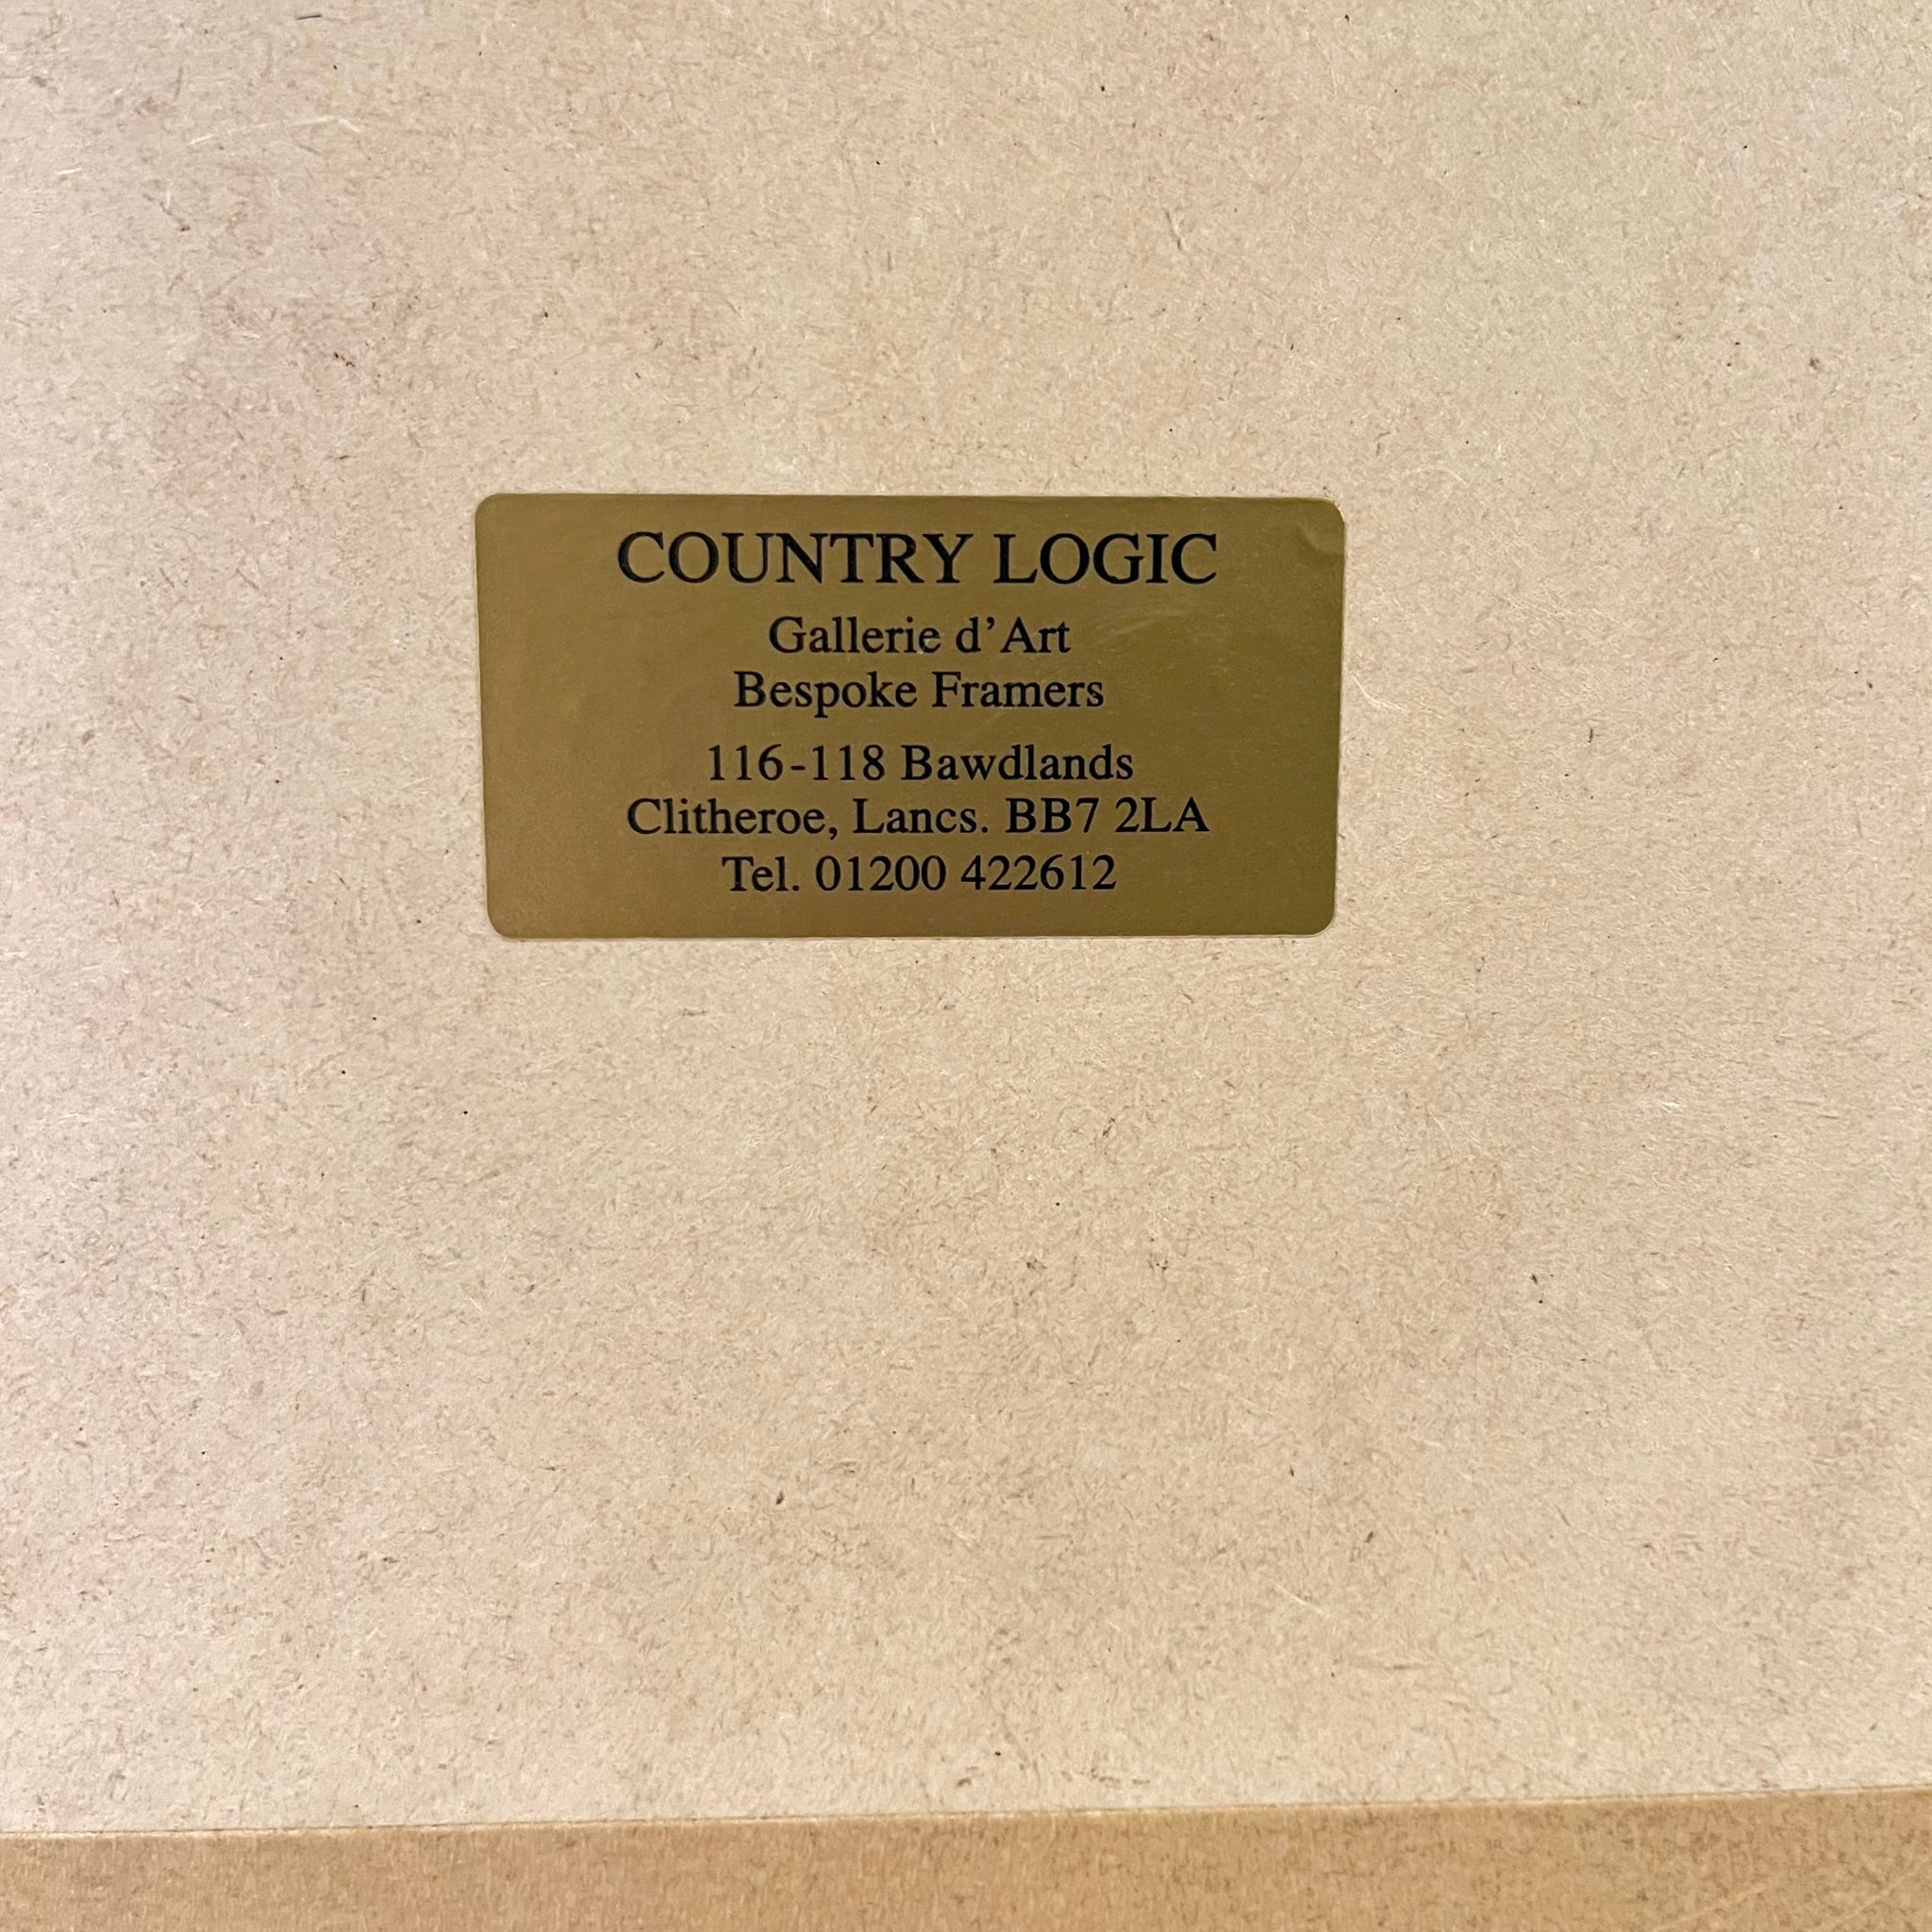 COUNTRY LOGIC
Gallerie d'Art
Bespoke Framers
116-118 Bawdlands
Clitheroe, Lancs. BB7 2LA
Tel. 01200 422612